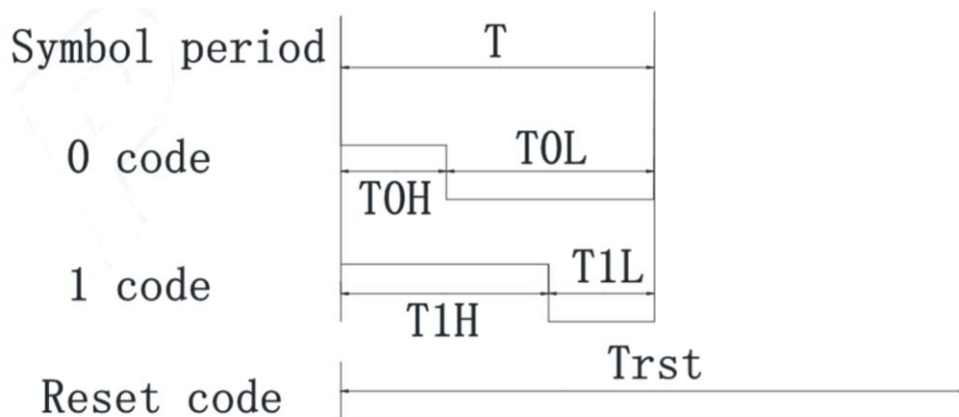 Symbol period
T
0 code
T0H
T0L
1 code
T1H
T1L
Reset code
Trst